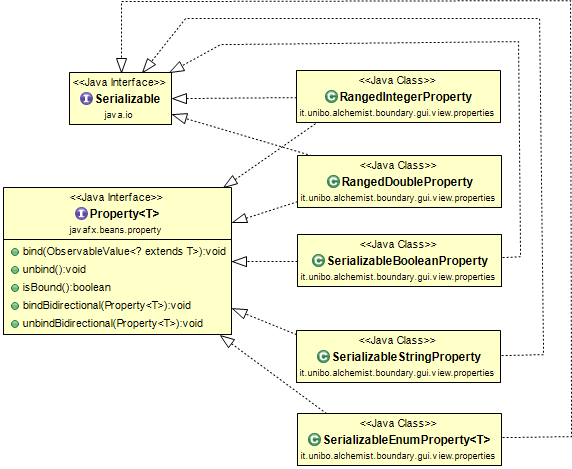 <<Java Interface>>
I Serializable
java.io
<<Java Class>>
C RangedIntegerProperty
it.unibo.alchemist.boundary.gui.view.properties
<<Java Class>>
C RangedDoubleProperty
it.unibo.alchemist.boundary.gui.view.properties
<<Java Interface>>
I Property<T>
javafx.beans.property
bind(ObservableValue<? extends T>):void
unbind():void
isBound():boolean
bindBidirectional(Property<T>):void
unbindBidirectional(Property<T>):void
<<Java Class>>
C SerializableBooleanProperty
it.unibo.alchemist.boundary.gui.view.properties
<<Java Class>>
C SerializableStringProperty
it.unibo.alchemist.boundary.gui.view.properties
<<Java Class>>
C SerializableEnumProperty<T>
it.unibo.alchemist.boundary.gui.view.properties